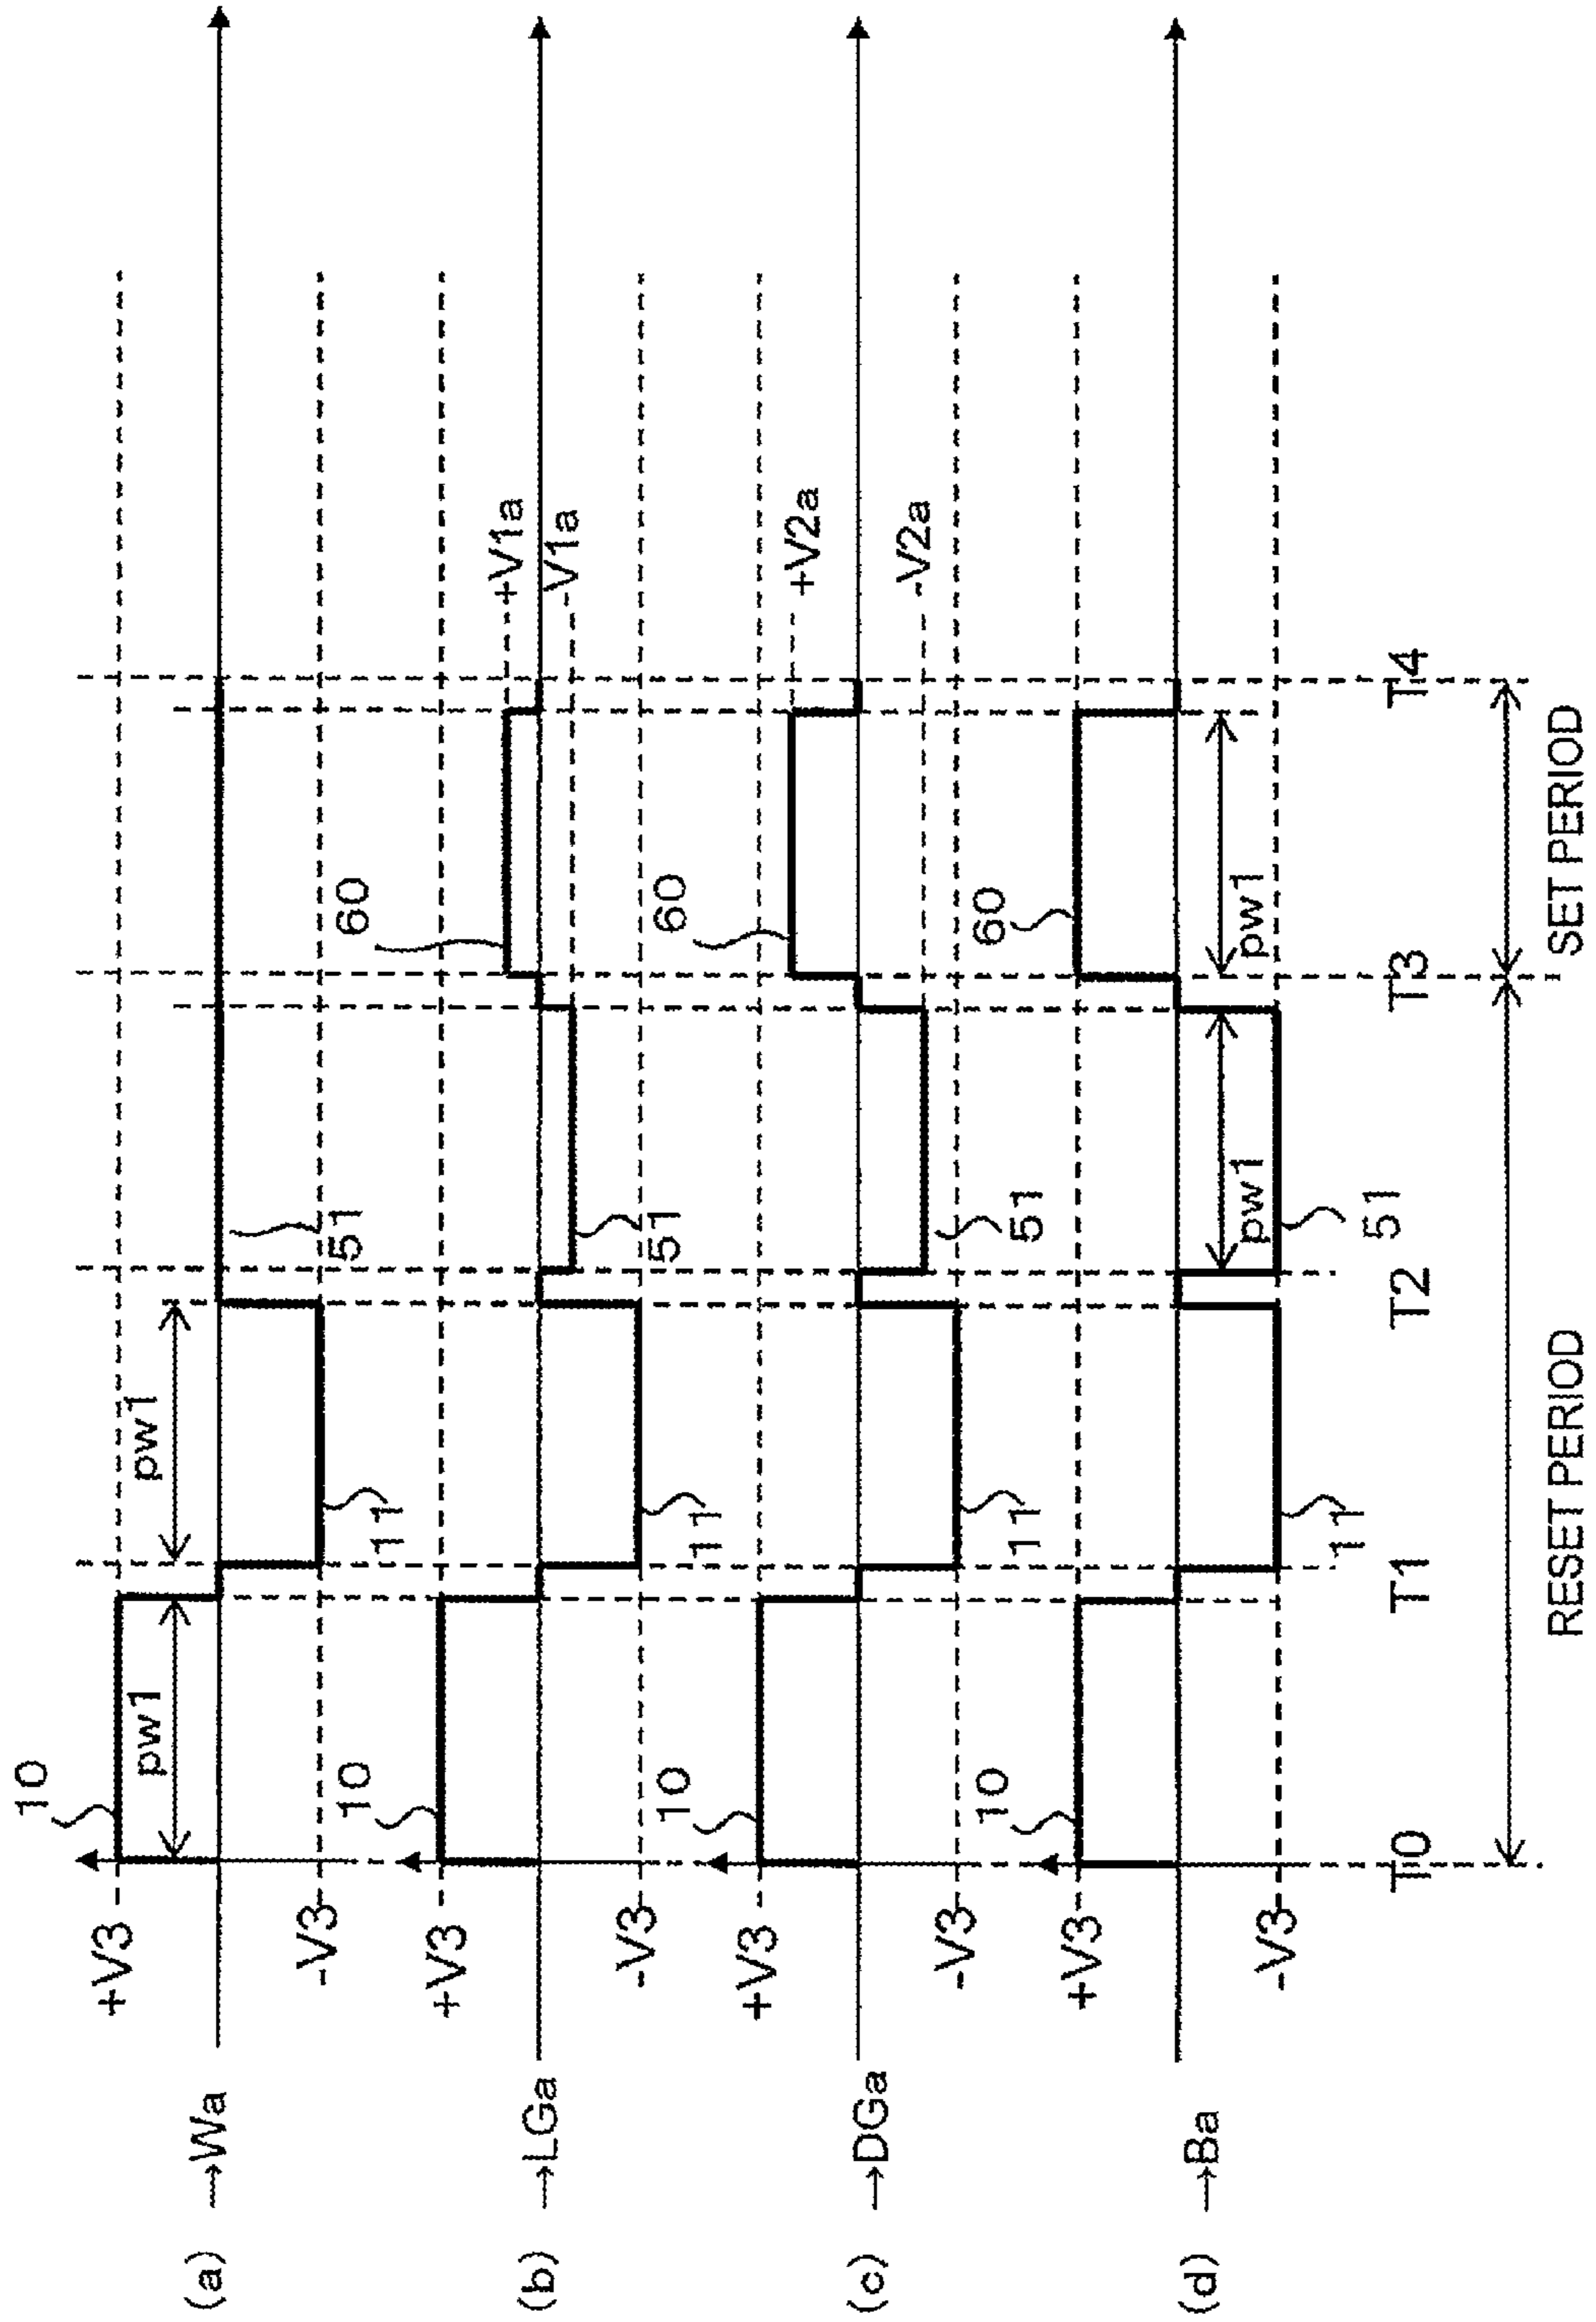 (a) →Wa
+V3
-V3
10
pw1
pw1
11
51
(b) →LGa
+V3
-V3
10
11
51
60
+V1a
-V1a
(c) →DGa
+V3
-V3
10
11
51
60
+V2a
-V2a
(d) →Ba
+V3
-V3
10
11
51
pw1
60
pw1
T0
T1
T2
T3
T4
RESET PERIOD
SET PERIOD